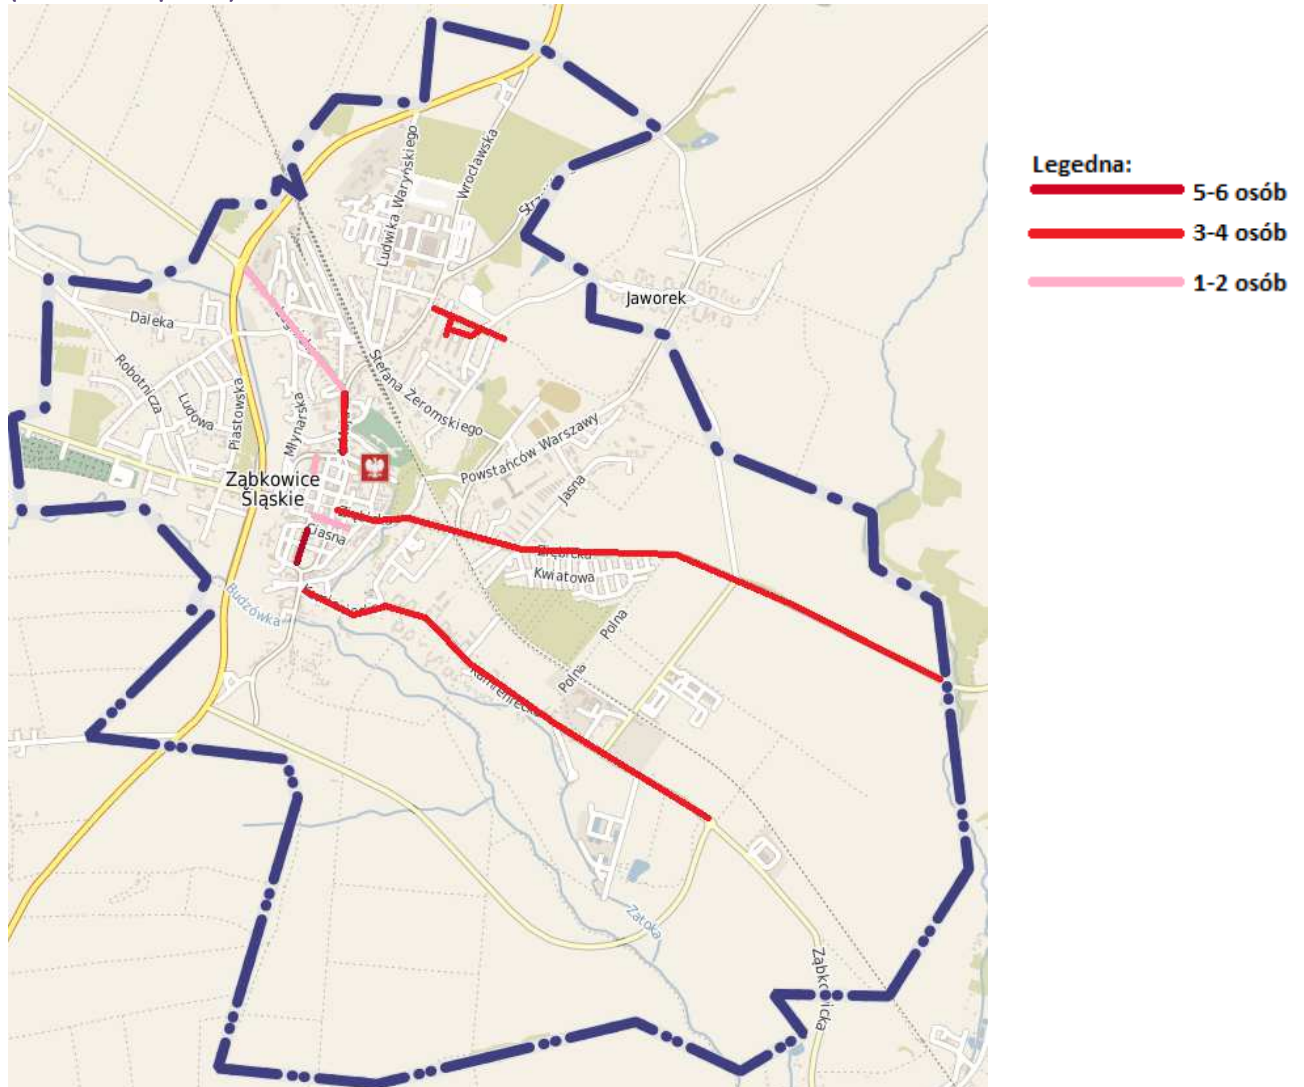 Legedna:
5-6 osób
3-4 osób
1-2 osób
Ludwika Waryńskiego
Wrocławska
Jaworek
Daleka
Robotnicza
Ludowa
Piastowska
Młynarska
Stefana Żeromskiego
Powstańców Warszawy
Jasna
Ząbkowice
Śląskie
Ciasna
Kwiatowa
Budzówka
Polna
Polna
Zatoka
Ząbkowicka